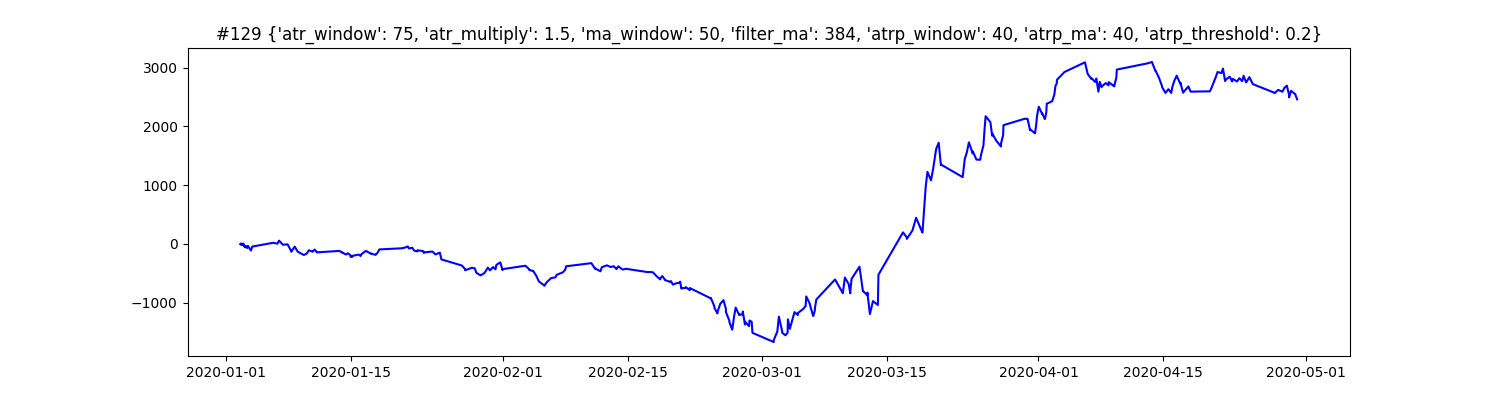 #129 {'atr_window': 75, 'atr_multiply': 1.5, 'ma_window': 50, 'filter_ma': 384, 'atrp_window': 40, 'atrp_ma': 40, 'atrp_threshold': 0.2}
3000
2000
1000
0
−1000
2020-01-01 2020-01-15 2020-02-01 2020-02-15 2020-03-01 2020-03-15 2020-04-01 2020-04-15 2020-05-01